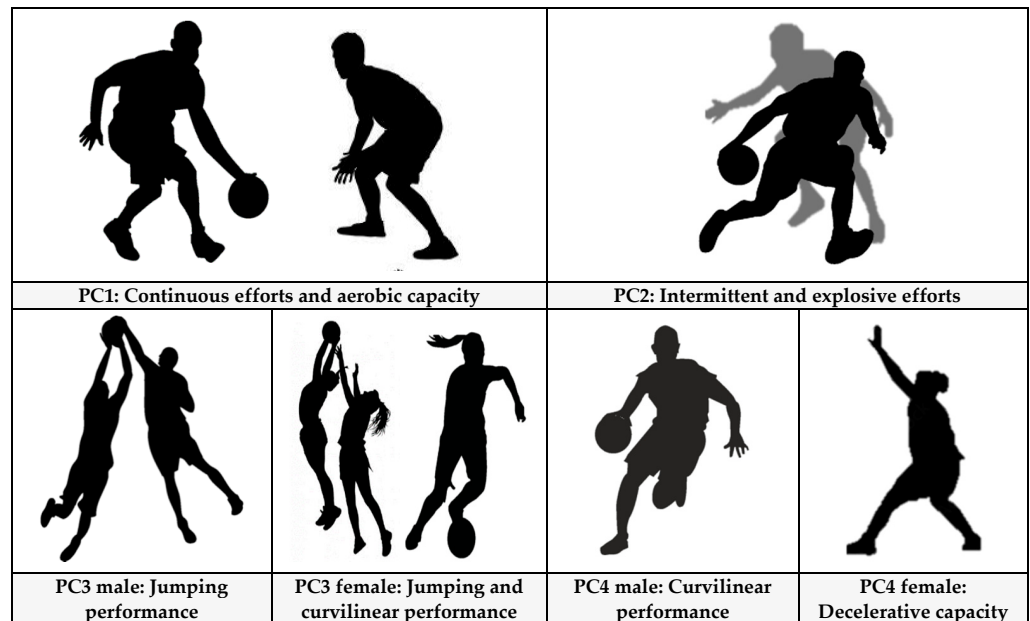 PC1: Continuous efforts and aerobic capacity
PC2: Intermittent and explosive efforts
PC3 male: Jumping
performance
PC3 female: Jumping and
curvilinear performance
PC4 male: Curvilinear
performance
PC4 female:
Decelerative capacity